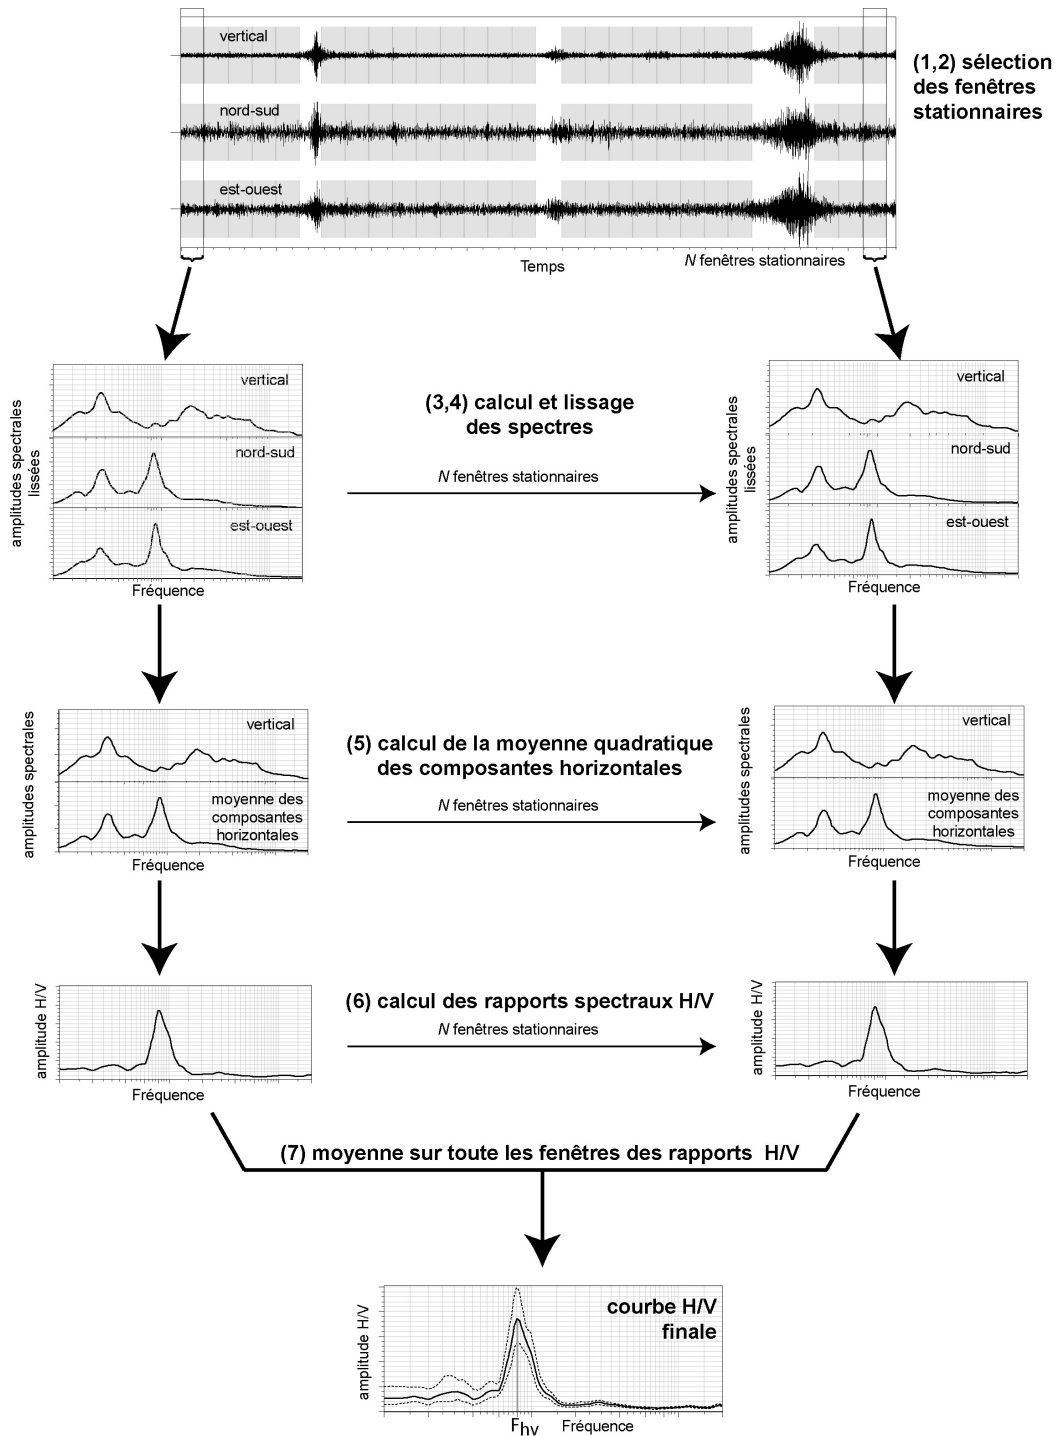 vertical
(1,2) sélection
des fenêtres
stationnaires
nord-sud
est-ouest
Temps
N fenêtres stationnaires
amplitudes spectrales
lissées
vertical
nord-sud
est-ouest
Fréquence
(3,4) calcul et lissage
des spectres
N fenêtres stationnaires
amplitudes spectrales
lissées
vertical
nord-sud
est-ouest
Fréquence
amplitudes spectrales
vertical
moyenne des
composantes
horizontales
Fréquence
(5) calcul de la moyenne quadratique
des composantes horizontales
N fenêtres stationnaires
amplitudes spectrales
vertical
moyenne des
composantes
horizontales
Fréquence
amplitude H/V
Fréquence
(6) calcul des rapports spectraux H/V
N fenêtres stationnaires
amplitude H/V
Fréquence
(7) moyenne sur toute les fenêtres des rapports H/V
amplitude H/V
courbe H/V
finale
Fhv Fréquence